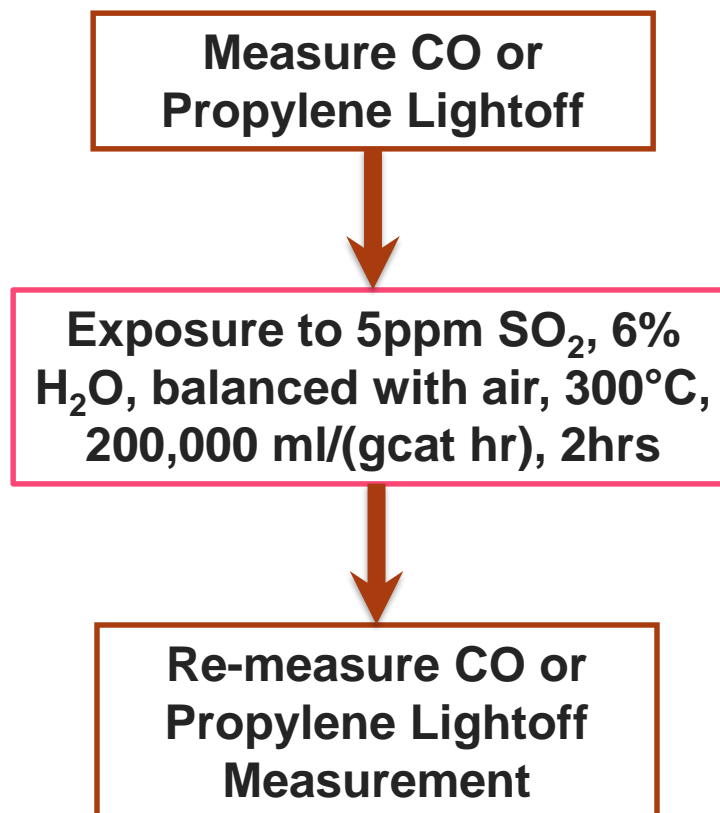 Measure CO or
Propylene Lightoff
Exposure to 5ppm SO₂, 6%
H₂O, balanced with air, 300°C,
200,000 ml/(gcat hr), 2hrs
Re-measure CO or
Propylene Lightoff
Measurement